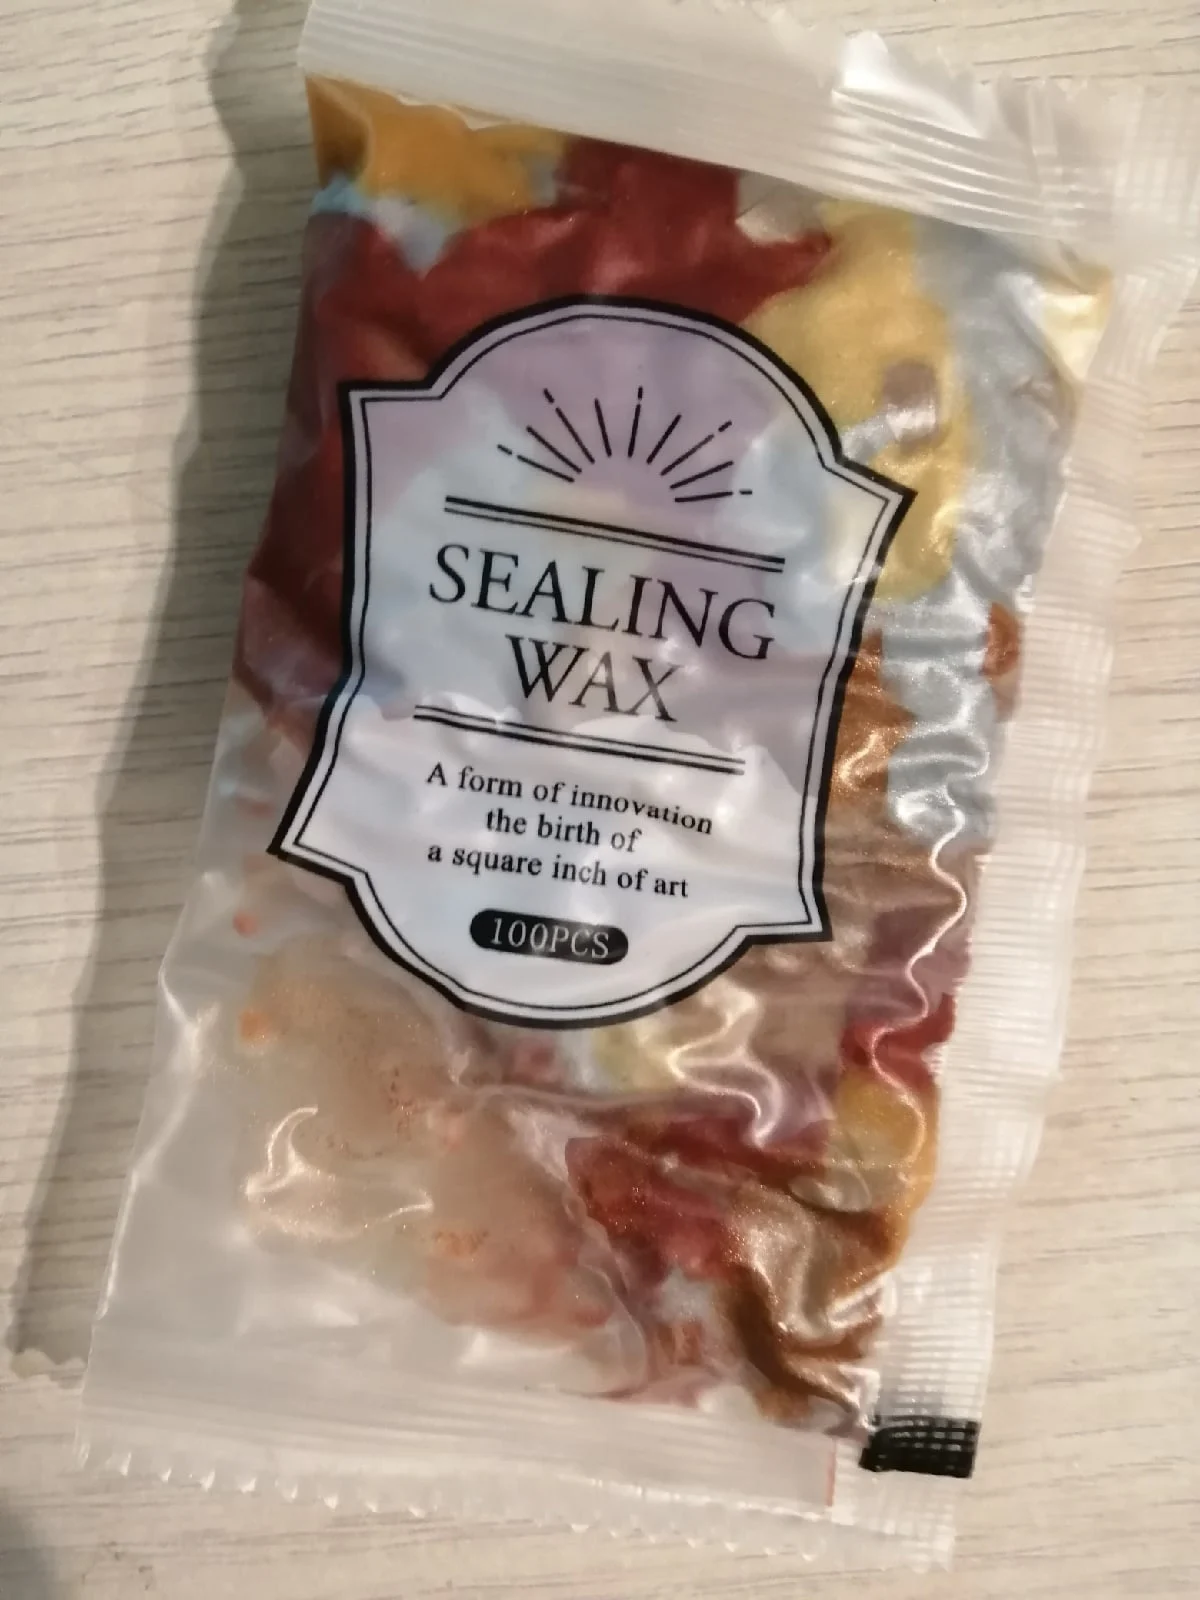 SEALING
WAX
A form of innovation
the birth of
a square inch of art
100PCS